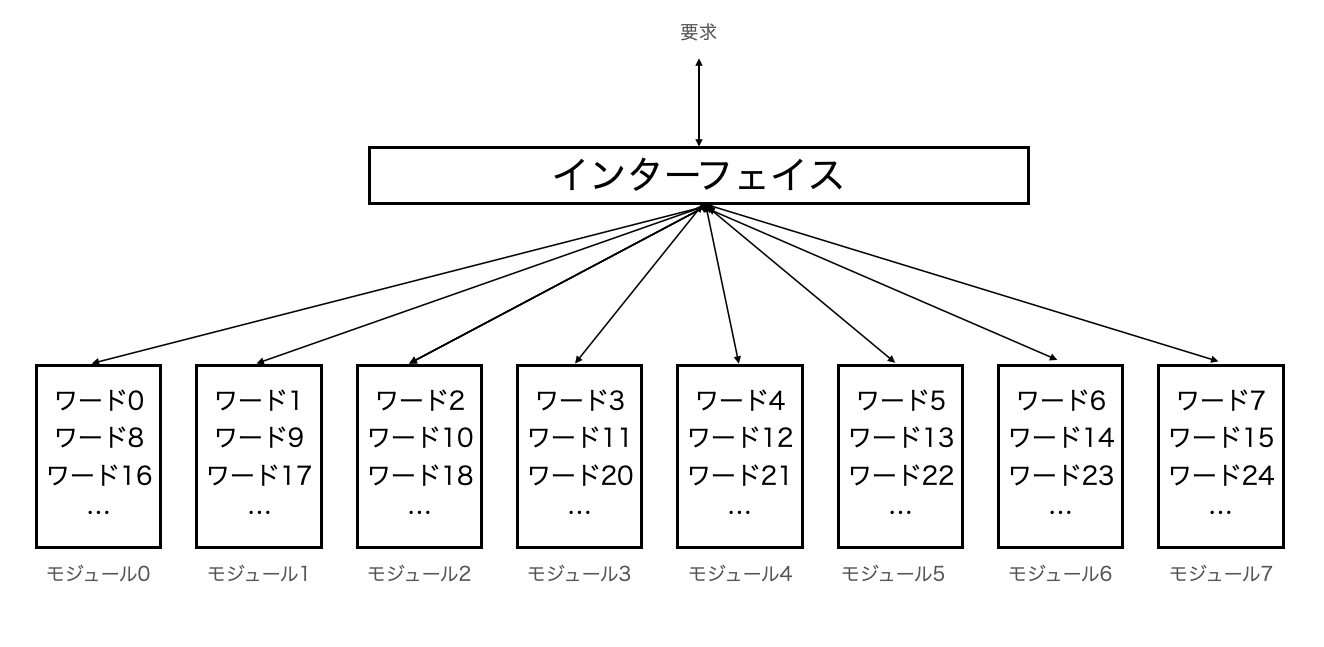 要求
インターフェイス
ワード0
ワード8
ワード16
…
モジュール0
ワード1
ワード9
ワード17
…
モジュール1
ワード2
ワード10
ワード18
…
モジュール2
ワード3
ワード11
ワード20
…
モジュール3
ワード4
ワード12
ワード21
…
モジュール4
ワード5
ワード13
ワード22
…
モジュール5
ワード6
ワード14
ワード23
…
モジュール6
ワード7
ワード15
ワード24
…
モジュール7